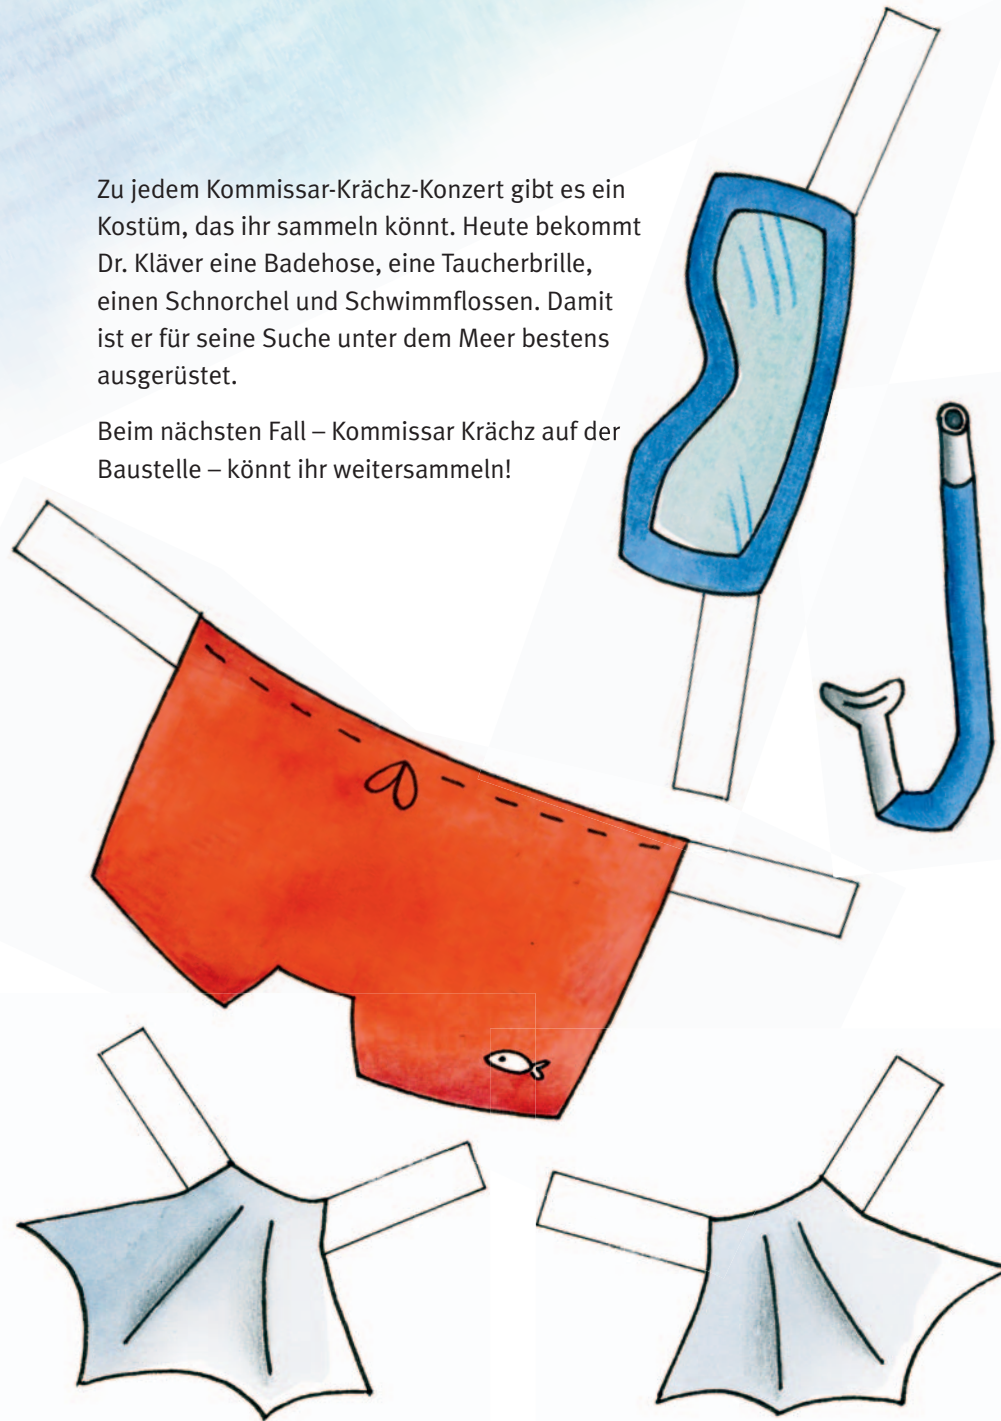 Zu jedem Kommissar-Krächz-Konzert gibt es ein
Kostüm, das ihr sammeln könnt. Heute bekommt
Dr. Kläver eine Badehose, eine Taucherbrille,
einen Schnorchel und Schwimmflossen. Damit
ist er für seine Suche unter dem Meer bestens
ausgerüstet.
Beim nächsten Fall – Kommissar Krächz auf der
Baustelle – könnt ihr weitersammeln!